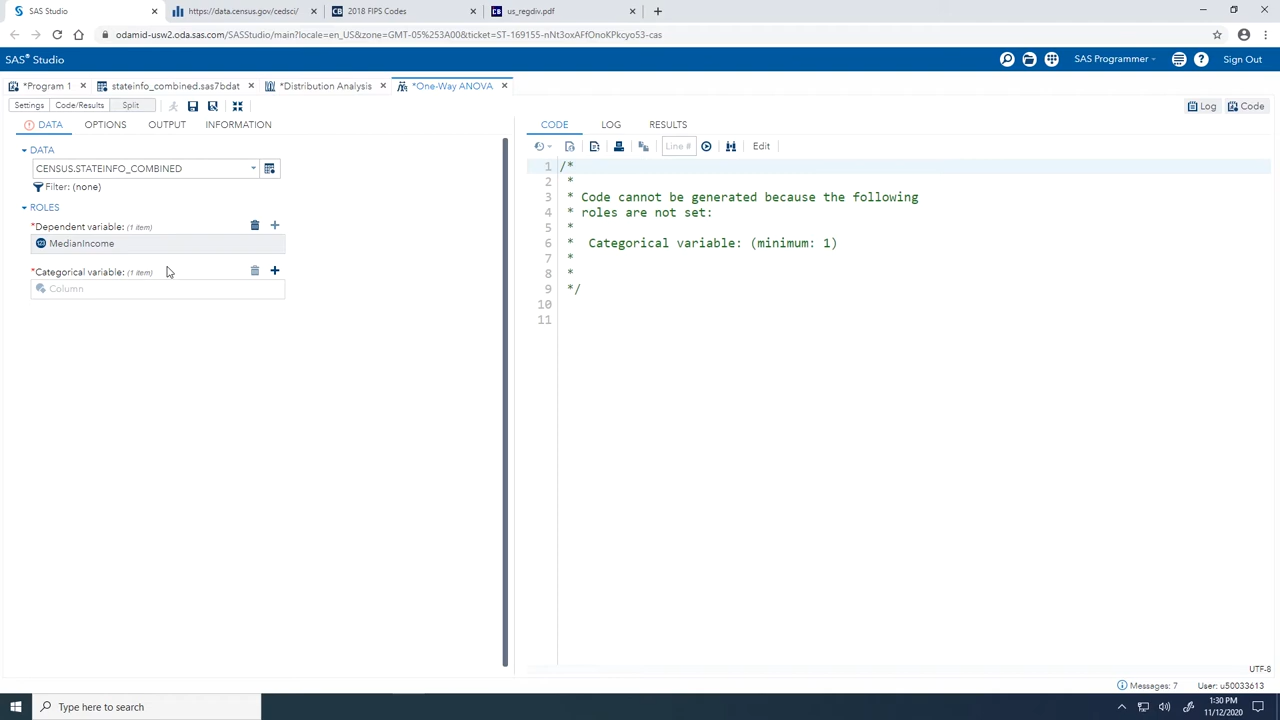 SAS Studio
https://data.census.gov/cedsci/
2018 FIPS Codes
us_regdiv.pdf
odamid-usw2.oda.sas.com/SASStudio/main?locale=en_US&zone=GMT-05%253A00&ticket=ST-169155-nNt3oxAFfOnoKPkcyo53-cas
SAS® Studio
SAS Programmer
Sign Out
*Program 1
stateinfo_combined.sas7bdat
*Distribution Analysis
*One-Way ANOVA
Settings
Code/Results
Split
Log
Code
DATA
OPTIONS
OUTPUT
INFORMATION
CODE
LOG
RESULTS
DATA
CENSUS.STATEINFO_COMBINED
Filter: (none)
ROLES
*Dependent variable: (1 item)
MedianIncome
*Categorical variable: (1 item)
Column
Line #
Edit
1 /*
2 *
3 * Code cannot be generated because the following
4 * roles are not set:
5 *
6 * Categorical variable: (minimum: 1)
7 *
8 *
9 */
10
11
UTF-8
Messages: 7
User: u50033613
Type here to search
1:30 PM
11/12/2020